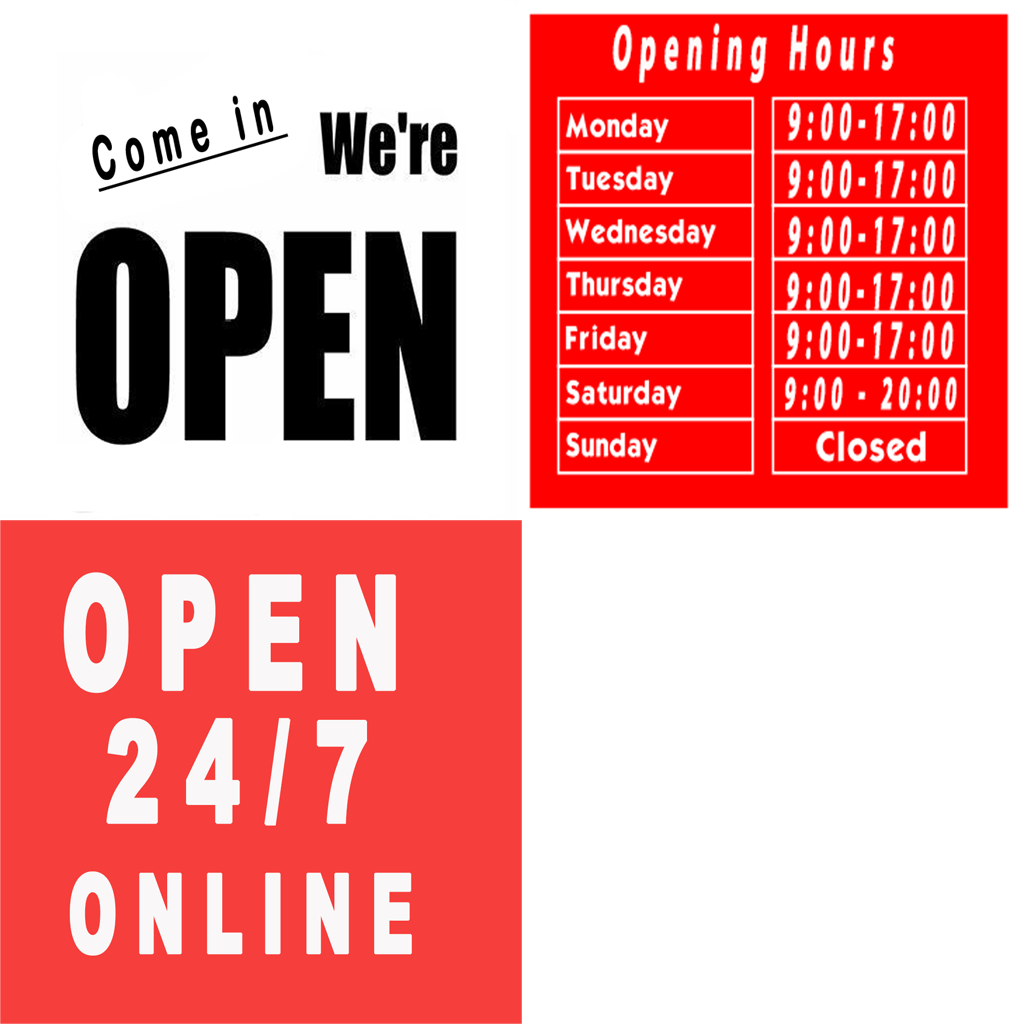 Come in We're
OPEN
Opening Hours
Monday 9:00-17:00
Tuesday 9:00-17:00
Wednesday 9:00-17:00
Thursday 9:00-17:00
Friday 9:00-17:00
Saturday 9:00 - 20:00
Sunday Closed
OPEN
24/7
ONLINE